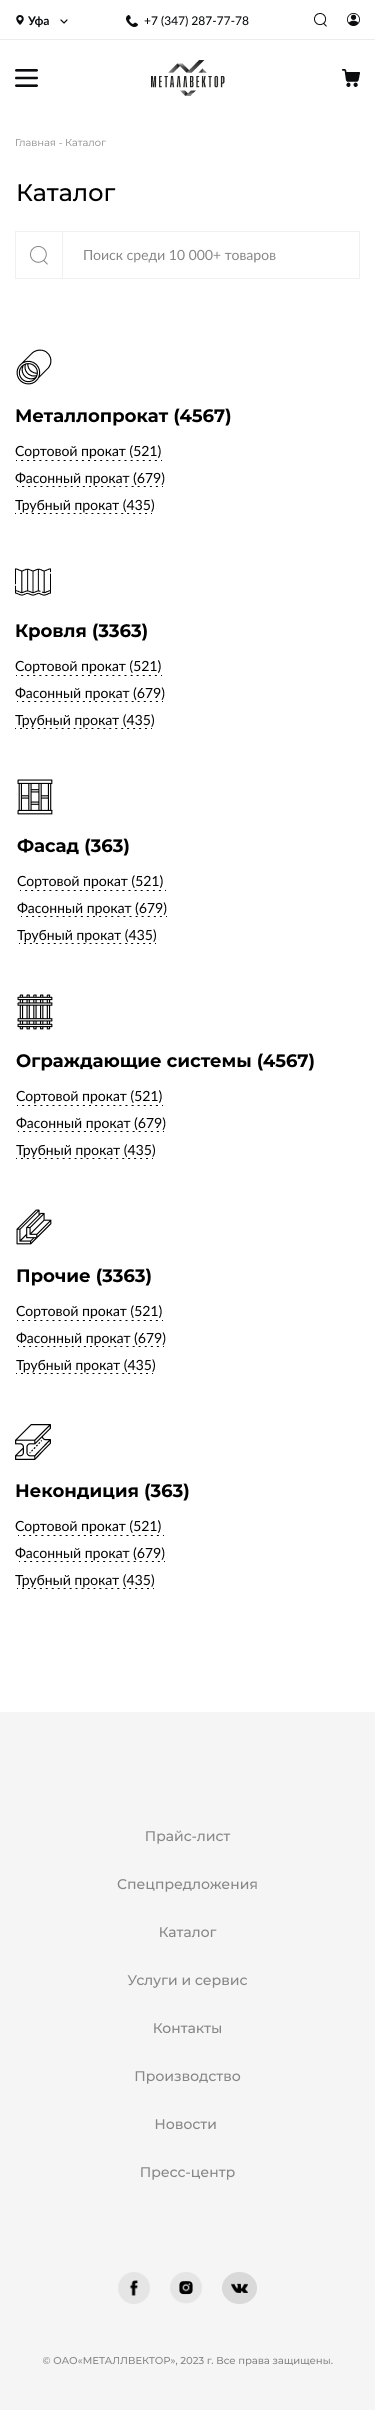 Уфа
+7 (347) 287-77-78
МЕТАЛЛВЕКТОР
Главная - Каталог
Каталог
Поиск среди 10 000+ товаров
Металлопрокат (4567)
Сортовой прокат (521)
Фасонный прокат (679)
Трубный прокат (435)
Кровля (3363)
Сортовой прокат (521)
Фасонный прокат (679)
Трубный прокат (435)
Фасад (363)
Сортовой прокат (521)
Фасонный прокат (679)
Трубный прокат (435)
Ограждающие системы (4567)
Сортовой прокат (521)
Фасонный прокат (679)
Трубный прокат (435)
Прочие (3363)
Сортовой прокат (521)
Фасонный прокат (679)
Трубный прокат (435)
Некондиция (363)
Сортовой прокат (521)
Фасонный прокат (679)
Трубный прокат (435)
Прайс-лист
Спецпредложения
Каталог
Услуги и сервис
Контакты
Производство
Новости
Пресс-центр
© ОАО«МЕТАЛЛВЕКТОР», 2023 г. Все права защищены.